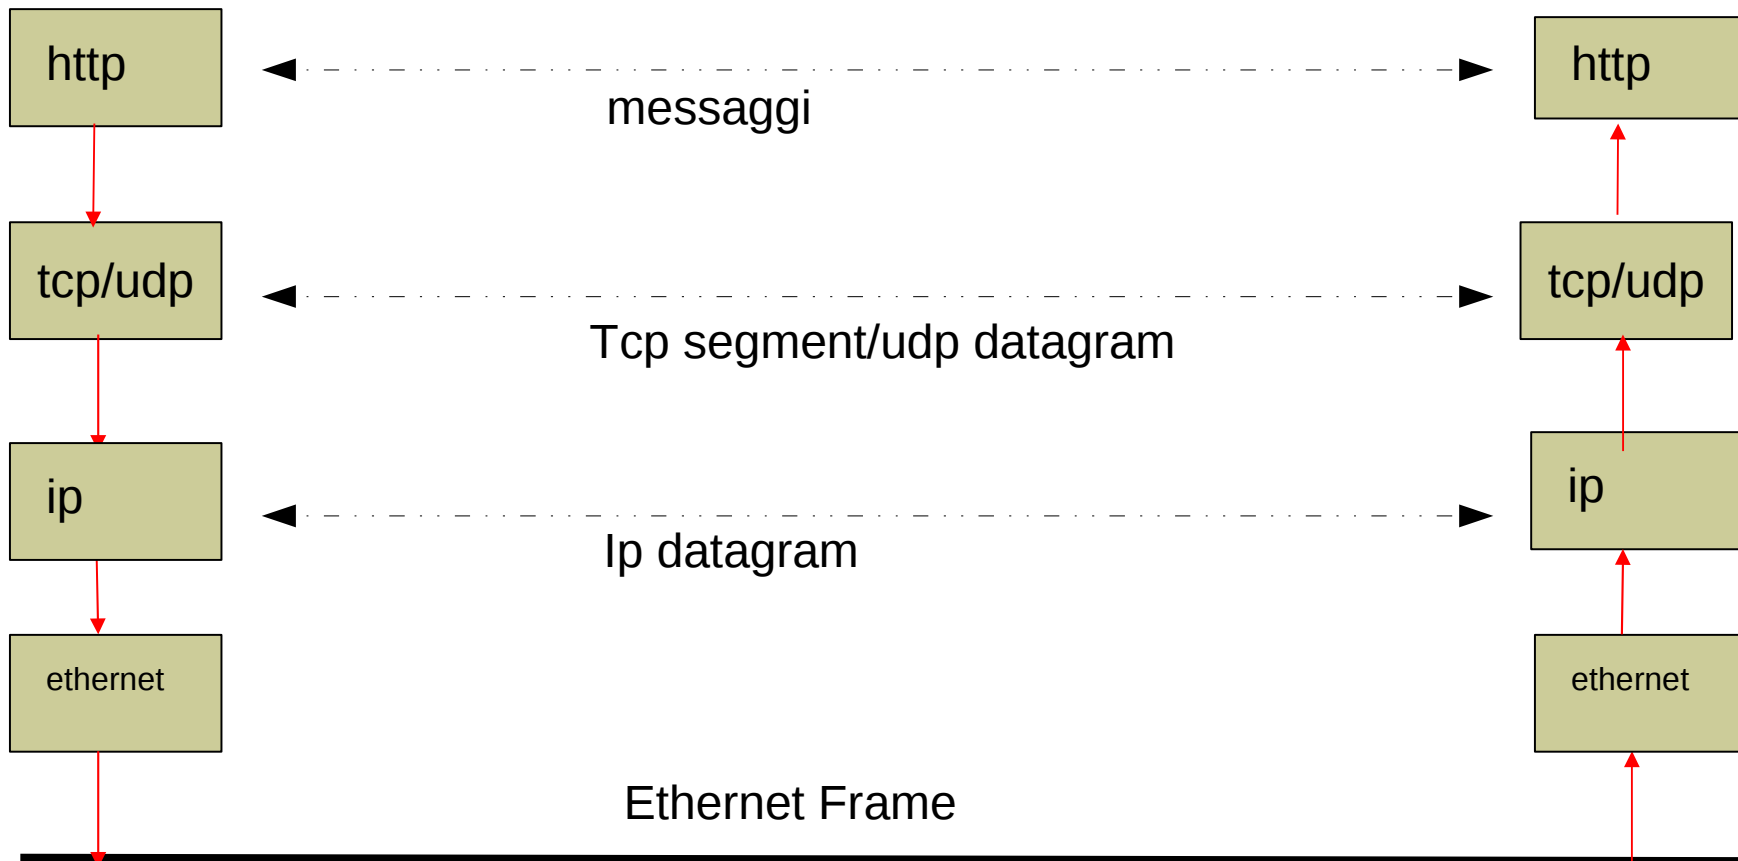 http
http
messaggi
tcp/udp
tcp/udp
Tcp segment/udp datagram
ip
ip
Ip datagram
ethernet
ethernet
Ethernet Frame